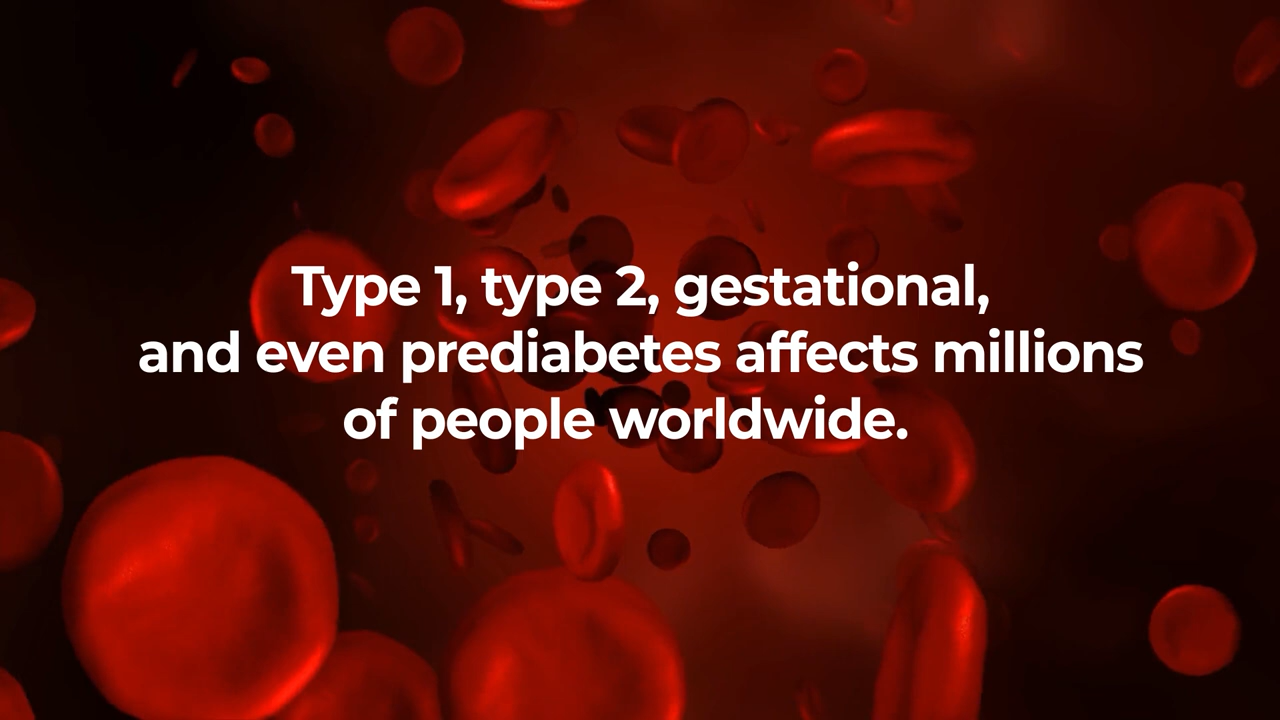 Type 1, type 2, gestational,
and even prediabetes affects millions
of people worldwide.